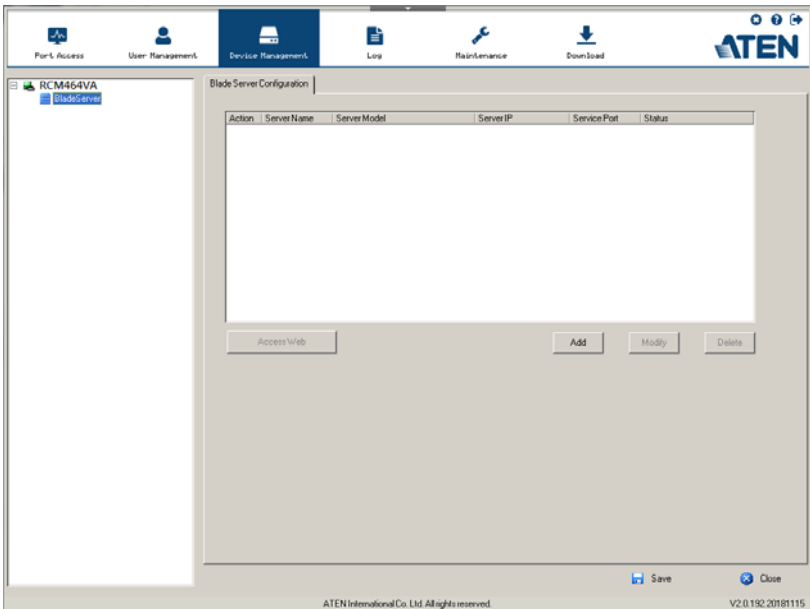 ATEN
Port Access User Management Device Management Log Maintenance Download
RCM464VA
BladeServer
Blade Server Configuration
Action Server Name Server Model Server IP Service Port Status
Access Web Add Modify Delete
Save Close
ATEN International Co. Ltd. All rights reserved. V2.0.192.20181115